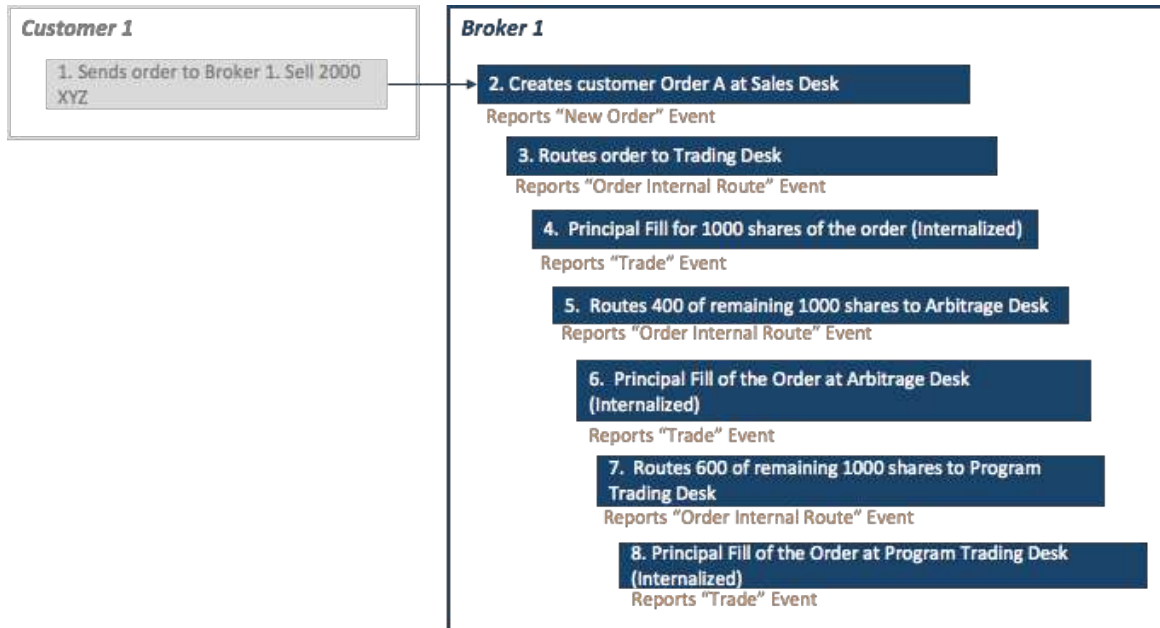 Customer 1
1. Sends order to Broker 1. Sell 2000
XYZ
Broker 1
2. Creates customer Order A at Sales Desk
Reports “New Order” Event
3. Routes order to Trading Desk
Reports “Order Internal Route” Event
4. Principal Fill for 1000 shares of the order (Internalized)
Reports “Trade” Event
5. Routes 400 of remaining 1000 shares to Arbitrage Desk
Reports “Order Internal Route” Event
6. Principal Fill of the Order at Arbitrage Desk
(Internalized)
Reports “Trade” Event
7. Routes 600 of remaining 1000 shares to Program
Trading Desk
Reports “Order Internal Route” Event
8. Principal Fill of the Order at Program Trading Desk
(Internalized)
Reports “Trade” Event